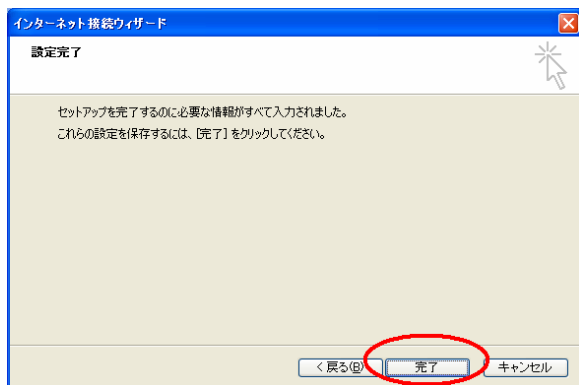 インターネット接続ウィザード
設定完了
セットアップを完了するのに必要な情報がすべて入力されました。
これらの設定を保存するには、[完了] をクリックしてください。
< 戻る(B)
完了
キャンセル